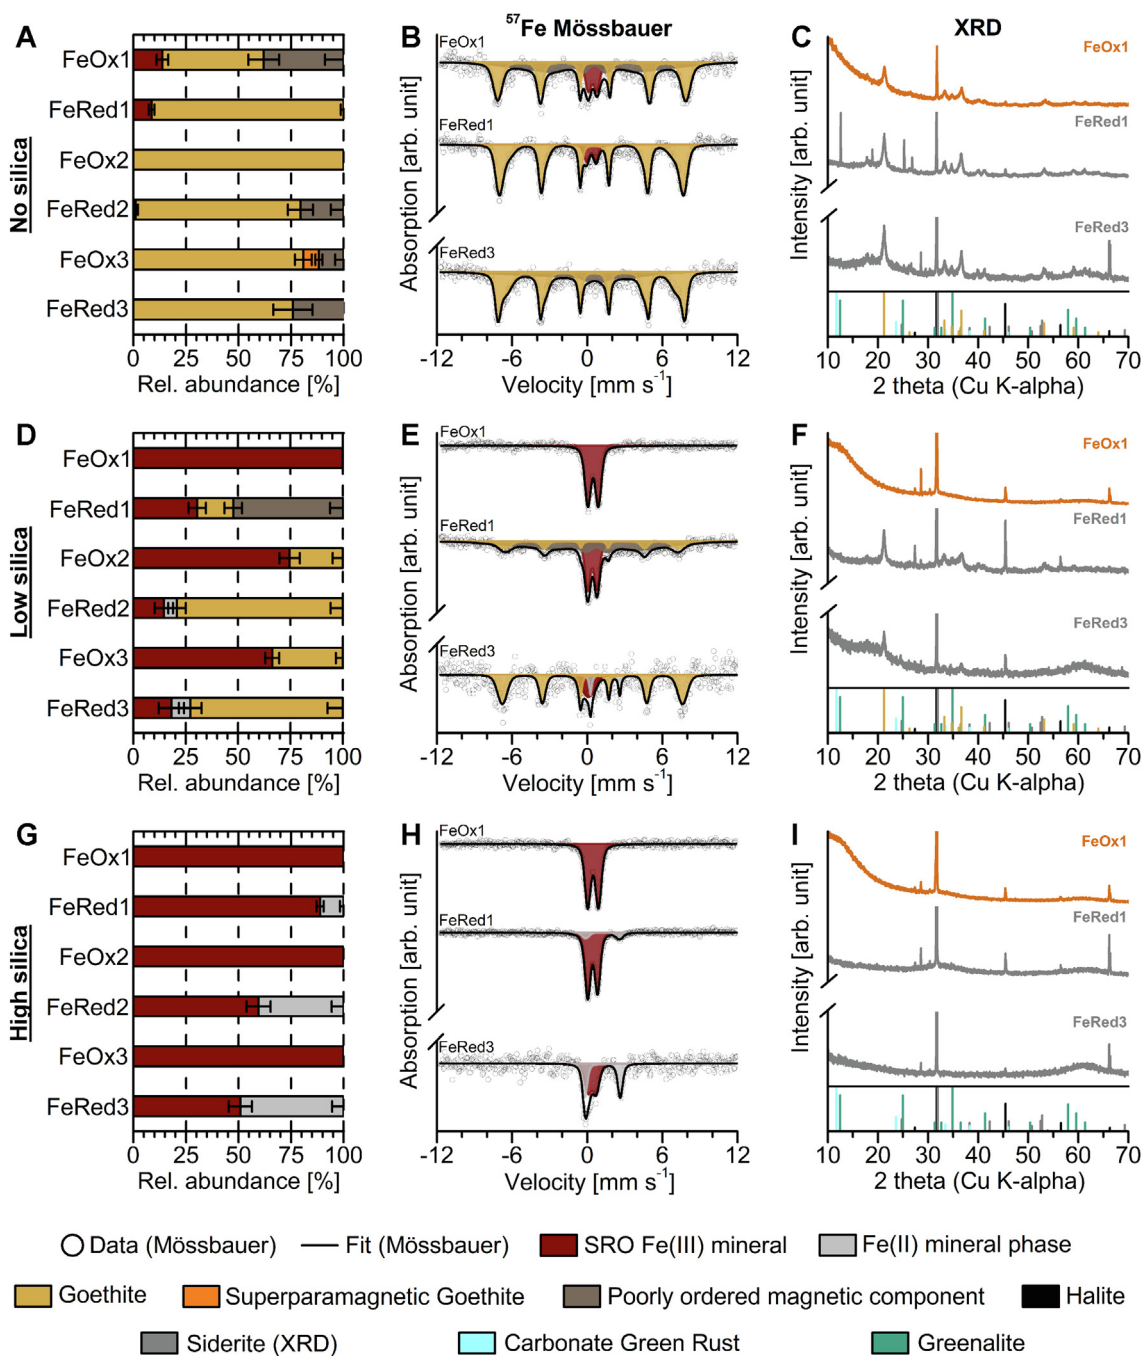 ⁵⁷Fe Mössbauer
XRD
A
No silica
FeOx1
FeRed1
FeOx2
FeRed2
FeOx3
FeRed3
0 25 50 75 100
Rel. abundance [%]
B
Absorption [arb. unit]
FeOx1
FeRed1
FeRed3
-12 -6 0 6 12
Velocity [mm s⁻¹]
C
Intensity [arb. unit]
FeOx1
FeRed1
FeRed3
10 20 30 40 50 60 70
2 theta (Cu K-alpha)
D
Low silica
FeOx1
FeRed1
FeOx2
FeRed2
FeOx3
FeRed3
0 25 50 75 100
Rel. abundance [%]
E
Absorption [arb. unit]
FeOx1
FeRed1
FeRed3
-12 -6 0 6 12
Velocity [mm s⁻¹]
F
Intensity [arb. unit]
FeOx1
FeRed1
FeRed3
10 20 30 40 50 60 70
2 theta (Cu K-alpha)
G
High silica
FeOx1
FeRed1
FeOx2
FeRed2
FeOx3
FeRed3
0 25 50 75 100
Rel. abundance [%]
H
Absorption [arb. unit]
FeOx1
FeRed1
FeRed3
-12 -6 0 6 12
Velocity [mm s⁻¹]
I
Intensity [arb. unit]
FeOx1
FeRed1
FeRed3
10 20 30 40 50 60 70
2 theta (Cu K-alpha)
Data (Mössbauer) Fit (Mössbauer) SRO Fe(III) mineral Fe(II) mineral phase
Goethite Superparamagnetic Goethite Poorly ordered magnetic component Halite
Siderite (XRD) Carbonate Green Rust Greenalite